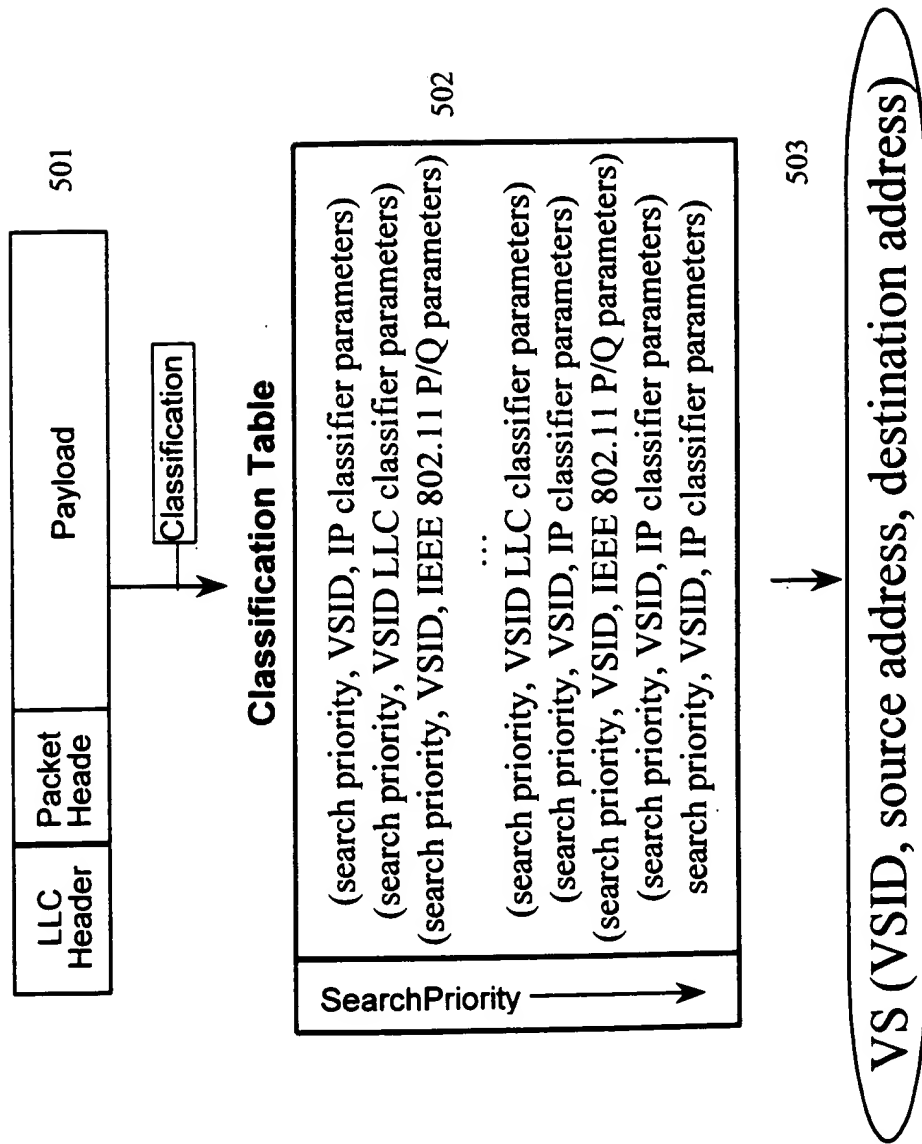 LLC
Header
Packet
Heade
Payload
501
Classification
Classification Table
SearchPriority
(search priority, VSID, IP classifier parameters)
(search priority, VSID LLC classifier parameters)
(search priority, VSID, IEEE 802.11 P/Q parameters)
...
(search priority, VSID LLC classifier parameters)
(search priority, VSID, IP classifier parameters)
(search priority, VSID, IEEE 802.11 P/Q parameters)
(search priority, VSID, IP classifier parameters)
search priority, VSID, IP classifier parameters)
502
503
VS (VSID, source address, destination address)